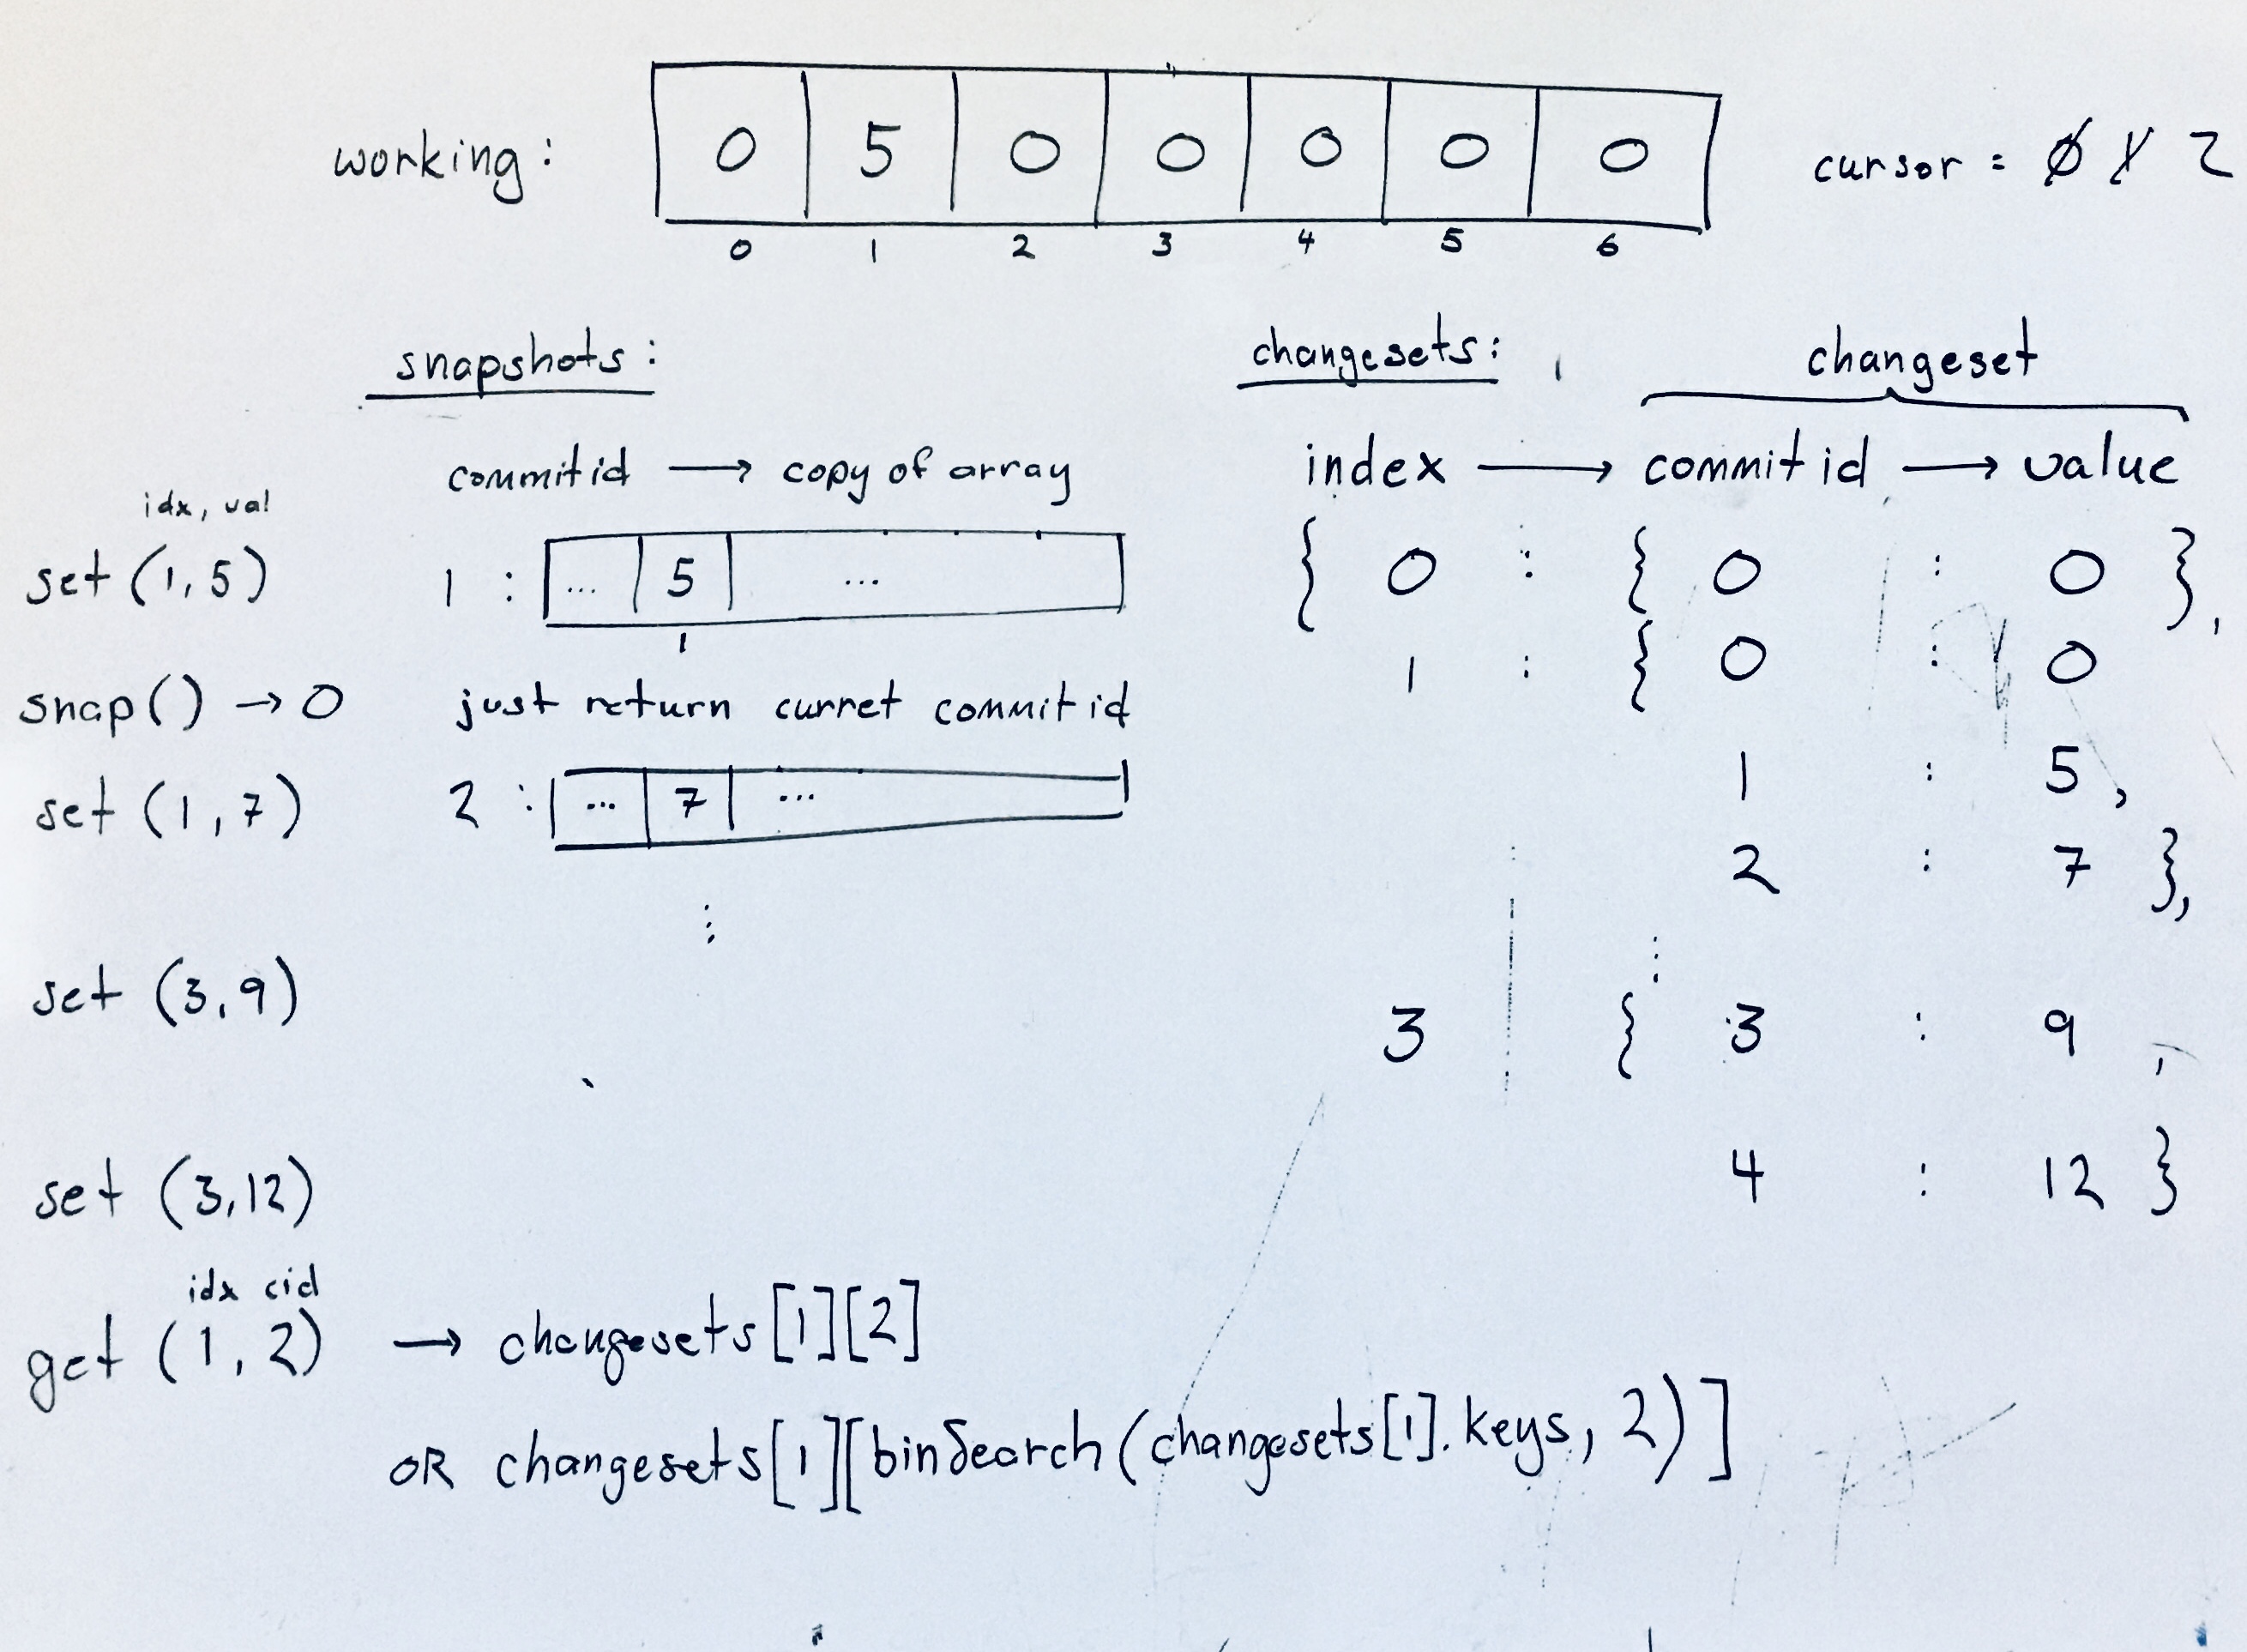 working: 0 5 0 0 0 0 0 cursor = 0 1 2
0 1 2 3 4 5 6
snapshots: changesets: changeset
commit id → copy of array index → commit id → value
idx, val
set (1,5) 1 : ... 5 ... { 0 : { 0 : 0 },
1
1 : { 0 : 0
snap() → 0 just return curret commit id
1 : 5,
set (1,7) 2 : ... 7 ...
2 : 7 },
⋮
⋮
set (3,9) 3 { 3 : 9 ,
set (3,12) 4 : 12 }
idx cid
get (1, 2) → changesets[1][2]
OR changesets[1][binSearch(changesets[1].keys, 2)]